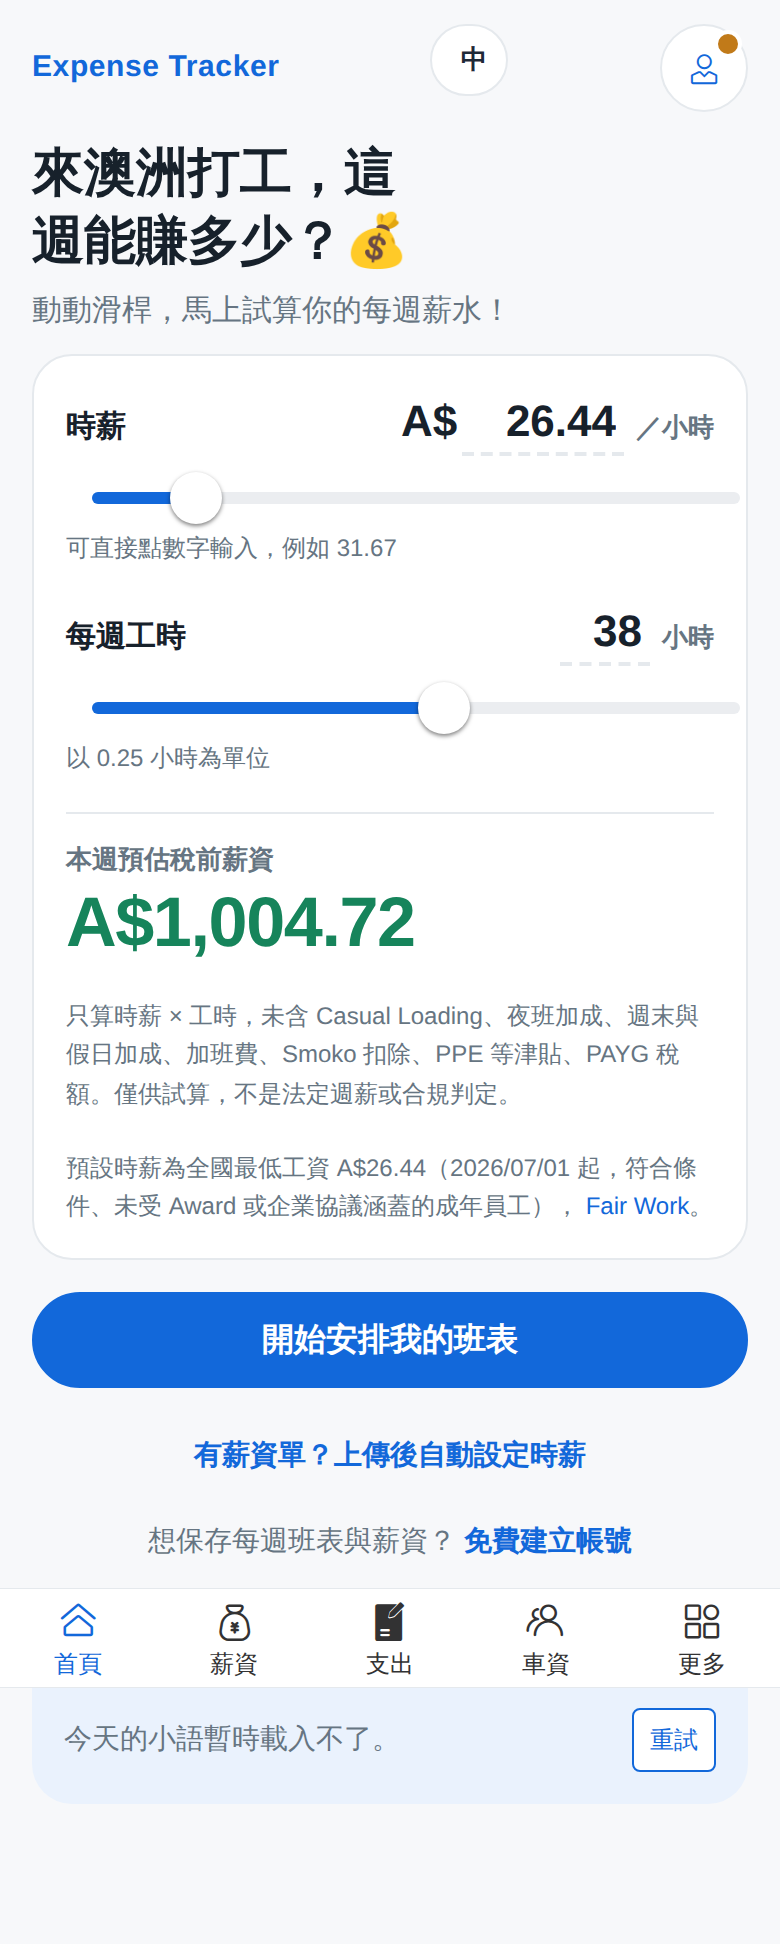 Expense Tracker
中
來澳洲打工，這
週能賺多少？💰
動動滑桿，馬上試算你的每週薪水！
時薪 A$ 26.44 ／小時
可直接點數字輸入，例如 31.67
每週工時 38 小時
以 0.25 小時為單位
本週預估稅前薪資
A$1,004.72
只算時薪 × 工時，未含 Casual Loading、夜班加成、週末與
假日加成、加班費、Smoko 扣除、PPE 等津貼、PAYG 稅
額。僅供試算，不是法定週薪或合規判定。
預設時薪為全國最低工資 A$26.44（2026/07/01 起，符合條
件、未受 Award 或企業協議涵蓋的成年員工）， Fair Work。
開始安排我的班表
有薪資單？上傳後自動設定時薪
想保存每週班表與薪資？ 免費建立帳號
首頁 薪資 支出 車資 更多
今天的小語暫時載入不了。 重試